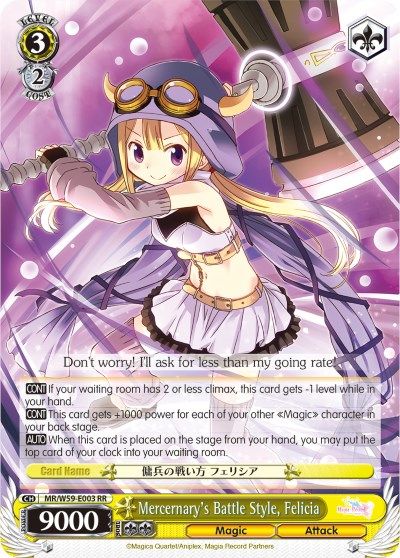 LEVEL
3
2
COST
Don't worry! I'll ask for less than my going rate!
CONT If your waiting room has 2 or less climax, this card gets -1 level while in
your hand.
CONT This card gets +1000 power for each of your other «Magic» character in
your back stage.
AUTO When this card is placed on the stage from your hand, you may put the
top card of your clock into your waiting room.
Card Name 傭兵の戦い方 フェリシア
CH MR/W59-E003 RR
Mercernary's Battle Style, Felicia
POWER 9000 SOUL Magic Attack
©Magica Quartet/Aniplex, Magia Record Partners